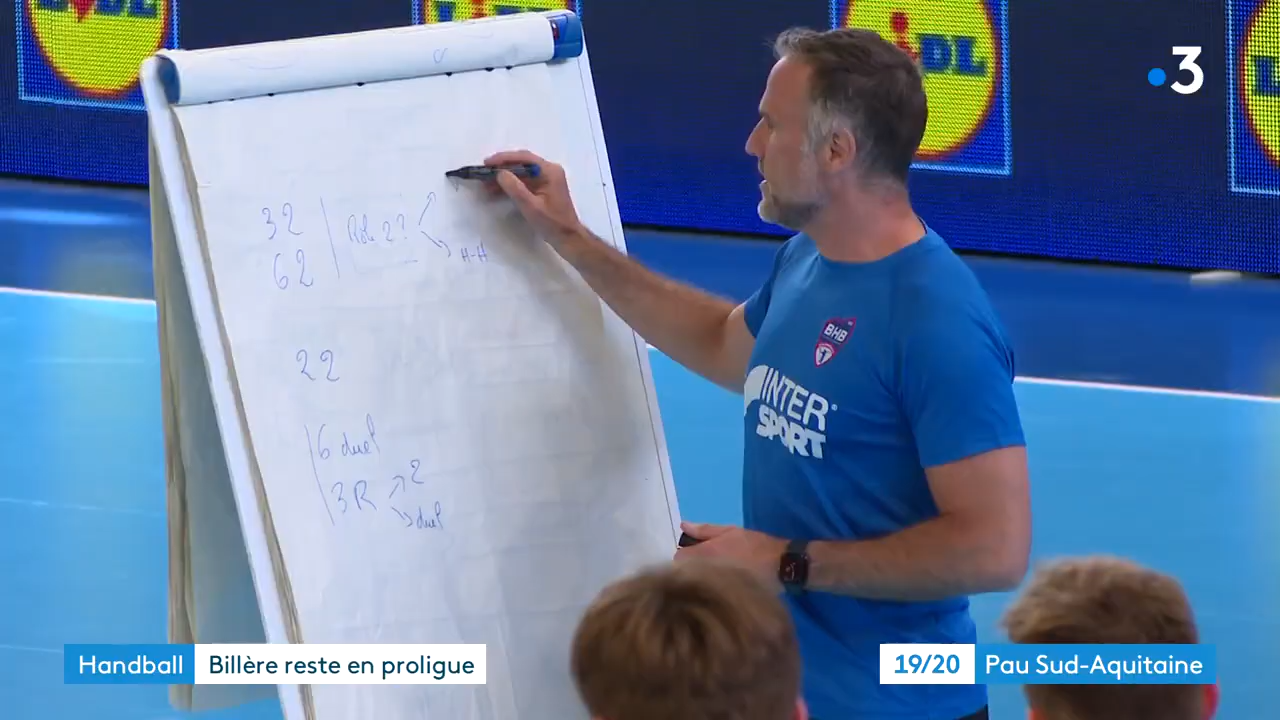 LIDL
3
32
62
Rot 2?
H-H
22
6 duel
3R
2
duel
BHB
INTER
SPORT
Handball
Billère reste en proligue
19/20
Pau Sud-Aquitaine